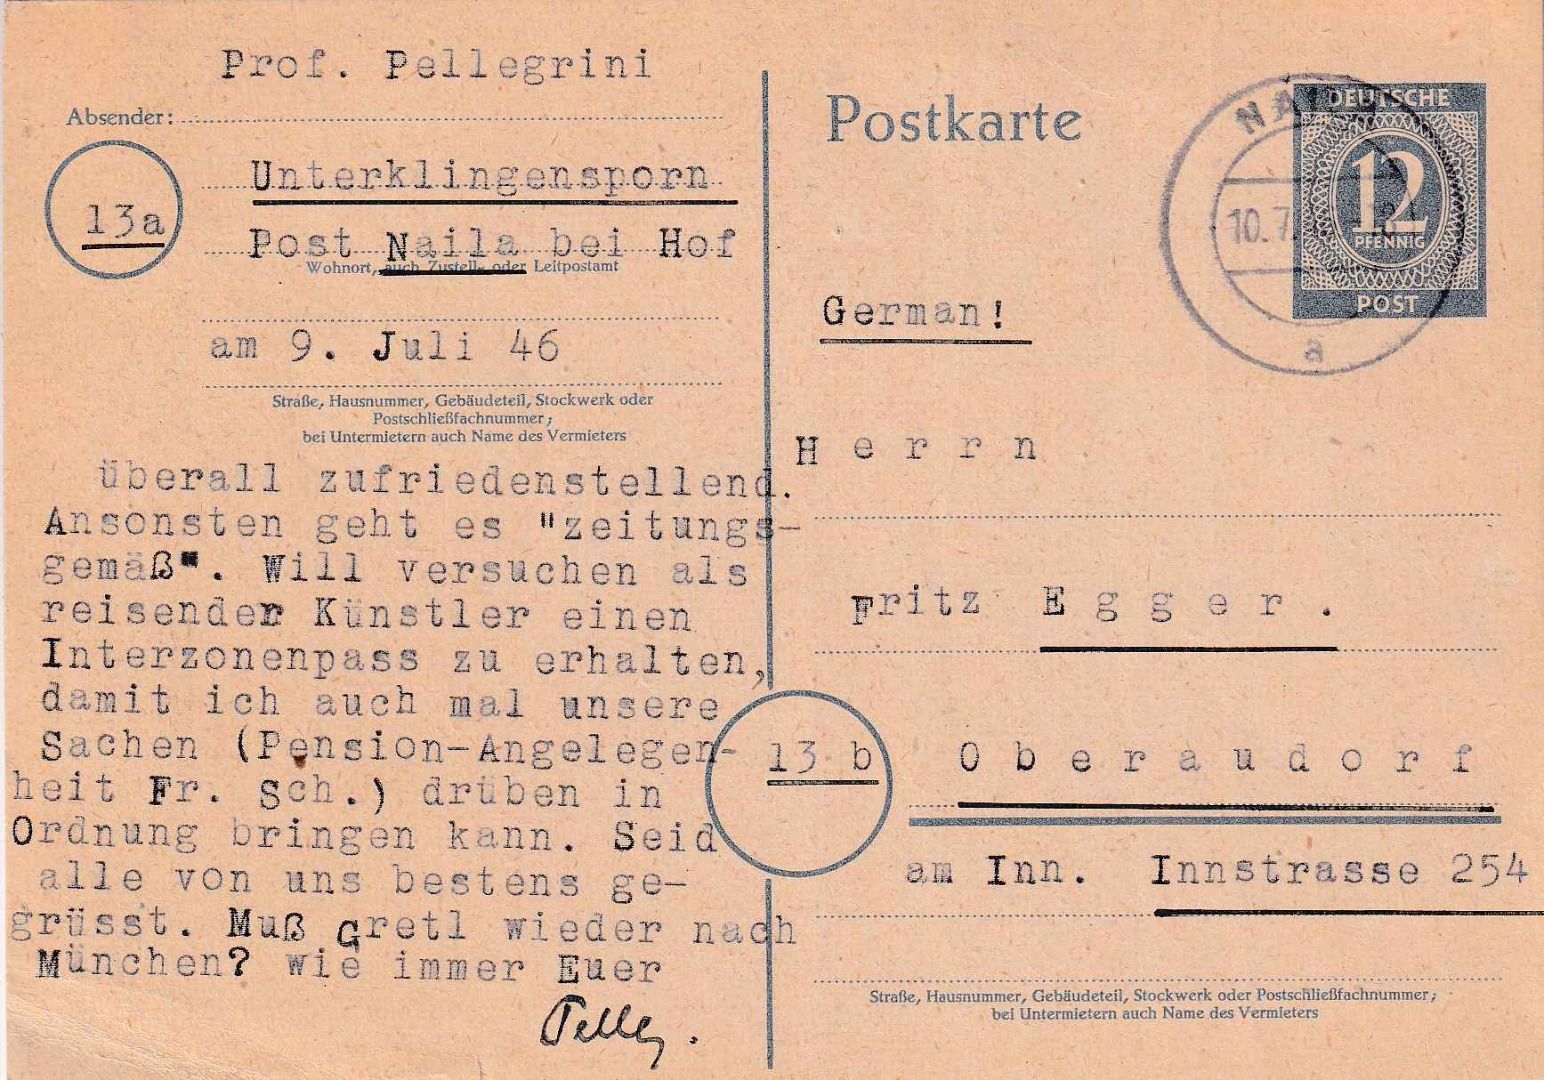 Prof. Pellegrini
Absender:
13a
Unterklingensporn
Post Naila bei Hof
Wohnort, auch Zustell- oder Leitpostamt
am 9. Juli 46
Straße, Hausnummer, Gebäudeteil, Stockwerk oder
Postschließfachnummer;
bei Untermietern auch Name des Vermieters
überall zufriedenstellend.
Ansonsten geht es "zeitungs-
gemäß". Will versuchen als
reisender Künstler einen
Interzonenpass zu erhalten,
damit ich auch mal unsere
Sachen (Pension-Angelegen-
heit Fr. Sch.) drüben in
Ordnung bringen kann. Seid
alle von uns bestens ge-
grüsst. Muß Gretl wieder nach
München? wie immer Euer
Pelle.
Postkarte
DEUTSCHE
12
PFENNIG
POST
10.7.
a
German!
Herrn
Fritz Egger.
13 b
Oberaudorf
am Inn. Innstrasse 254
Straße, Hausnummer, Gebäudeteil, Stockwerk oder Postschließfachnummer;
bei Untermietern auch Name des Vermieters